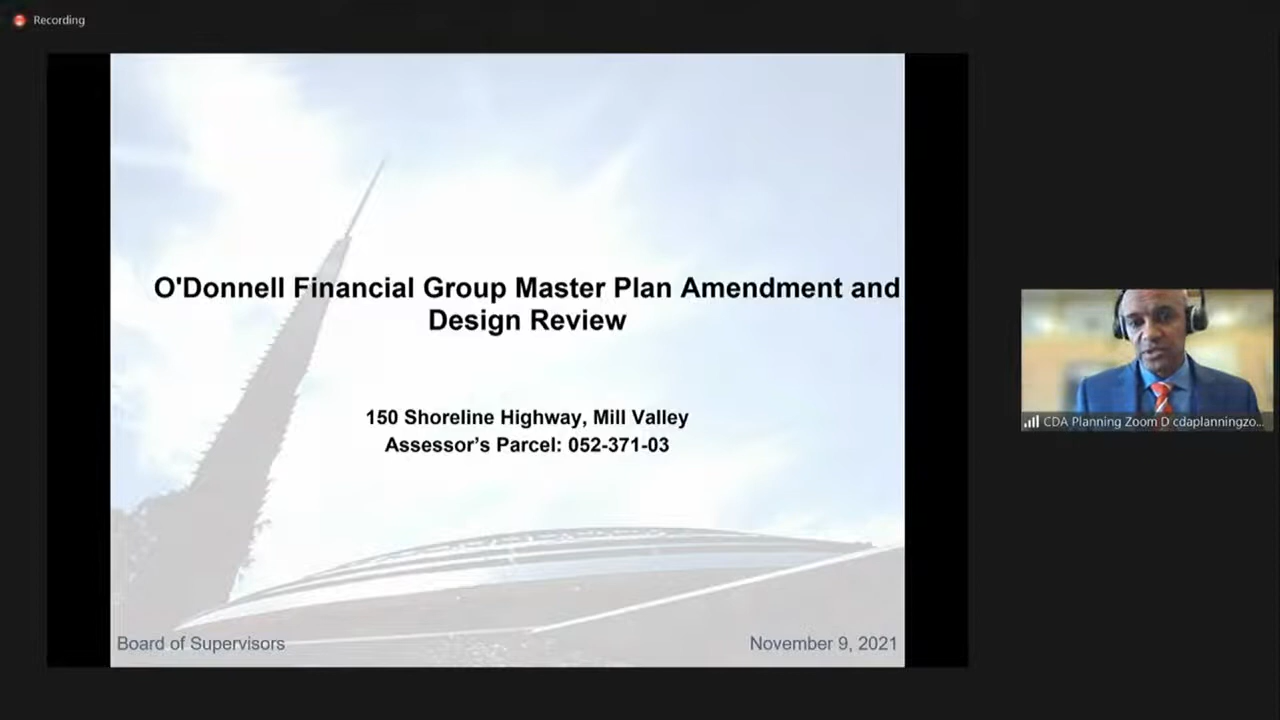 Recording
O'Donnell Financial Group Master Plan Amendment and
Design Review
150 Shoreline Highway, Mill Valley
Assessor’s Parcel: 052-371-03
CDA Planning Zoom D cdaplanningzo...
Board of Supervisors
November 9, 2021